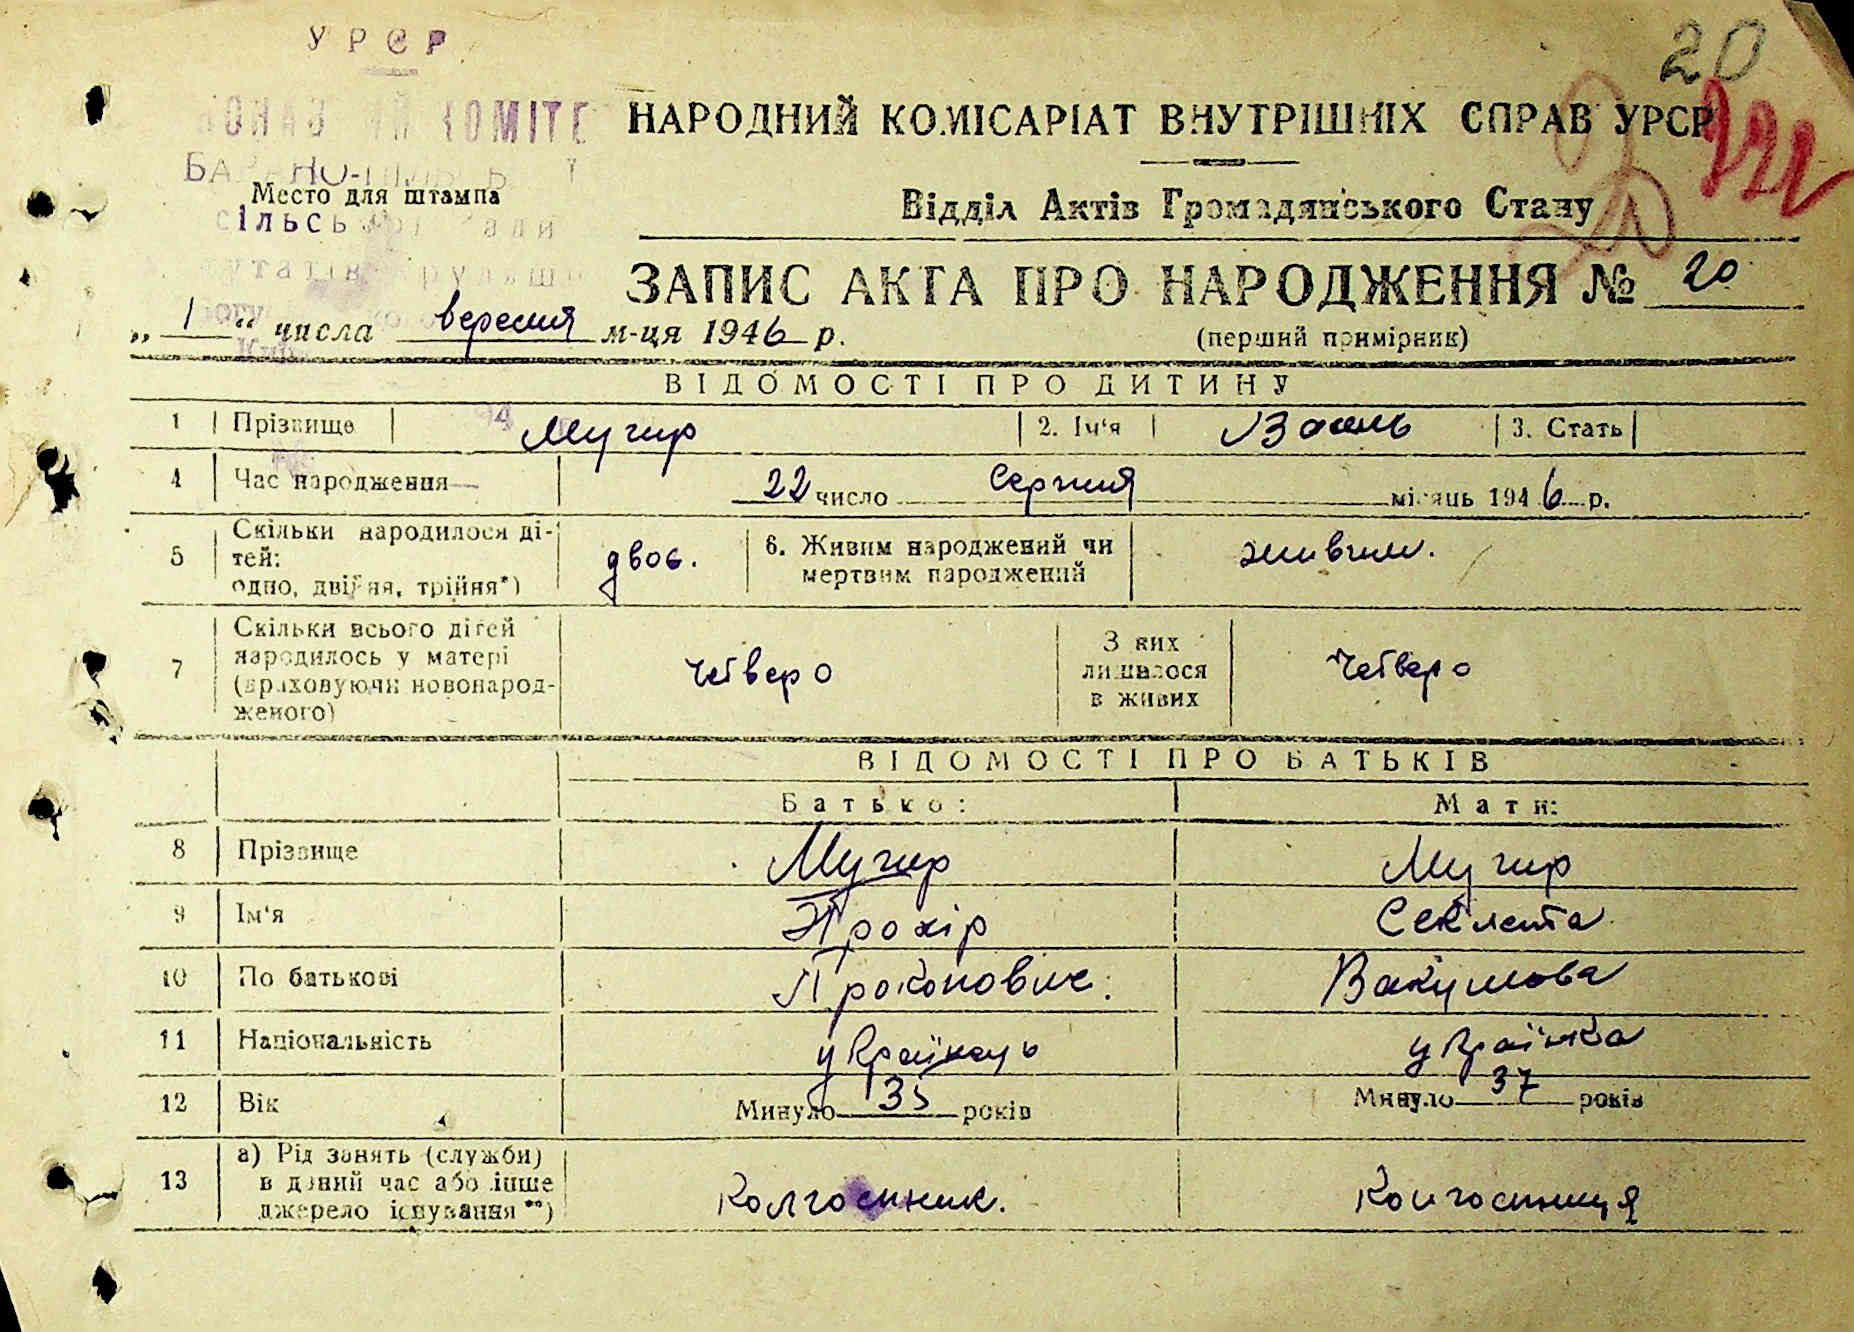 20
УРСР
НАРОДНИЙ КОМІСАРІАТ ВНУТРІШНІХ СПРАВ УРСР
Место для штампа
Відділ Актів Громадянського Стану
ЗАПИС АКТА ПРО НАРОДЖЕННЯ № 20
„ 1 “ числа вересня м-ця 1946 р.
(перший примірник)
ВІДОМОСТІ ПРО ДИТИНУ
1 Прізвище Мугир 2. Ім'я Василь 3. Стать
4 Час народження 22 число Серпня місяць 1946 р.
5 Скільки народилося дітей: одно, двійня, трійня*) двоє. 6. Живим народжений чи мертвим народжений живим.
7 Скільки всього дітей народилось у матері (враховуючи новонародженого) четверо З них лишилося в живих четверо
ВІДОМОСТІ ПРО БАТЬКІВ
Батько: Мати:
8 Прізвище Мугир Мугир
9 Ім'я Прохір Секлета
10 По батькові Прокопович. Вакумова
11 Національність українець українка
12 Вік Минуло 35 років Минуло 37 років
13 а) Рід занять (служби) в даний час або інше джерело існування**) Колгоспник. Колгоспниця